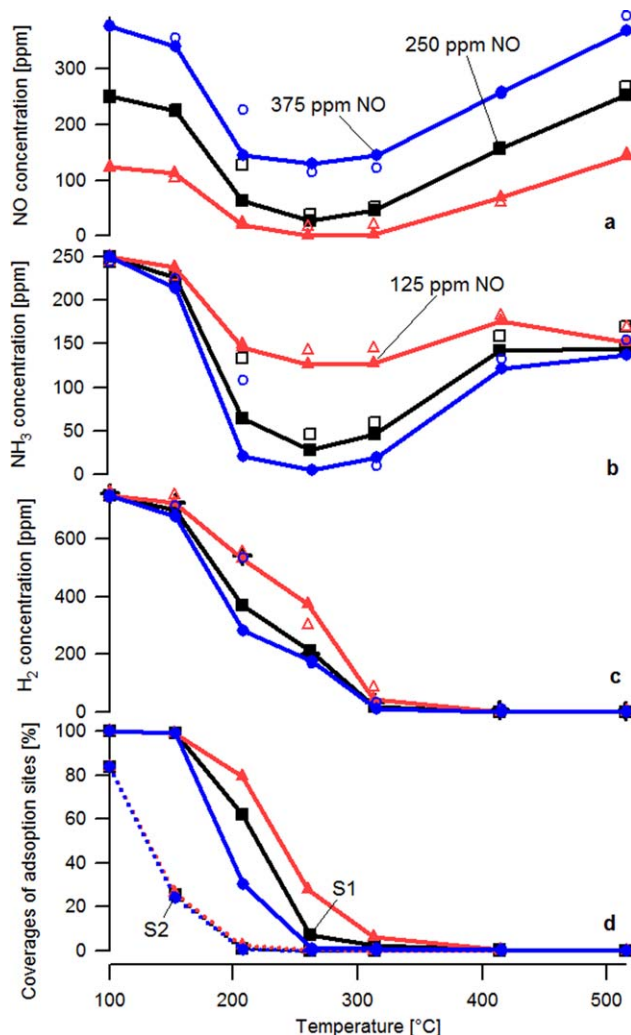 NO concentration [ppm]
300
200
100
0
250 ppm NO
375 ppm NO
a
NH3 concentration [ppm]
250
200
150
100
50
0
125 ppm NO
b
H2 concentration [ppm]
600
400
200
0
c
Coverages of adsoption sites [%]
100
80
60
40
20
0
S1
S2
d
100
200
300
400
500
Temperature [°C]